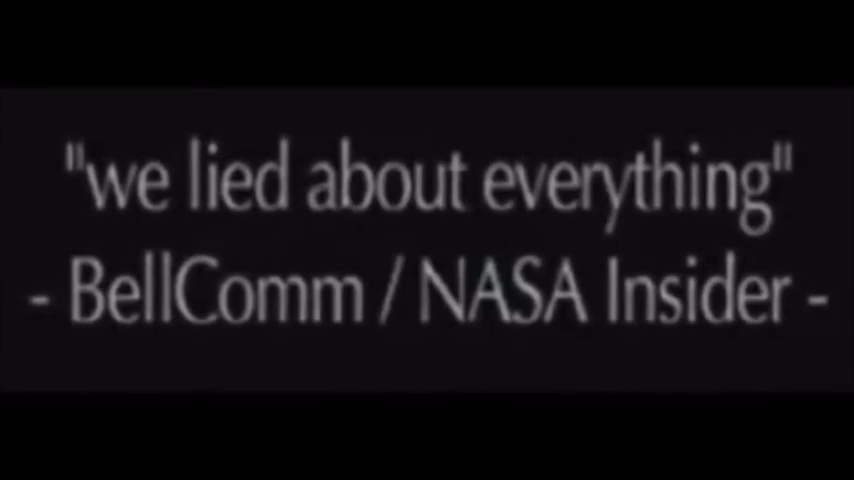 "we lied about everything"
- BellComm / NASA Insider -